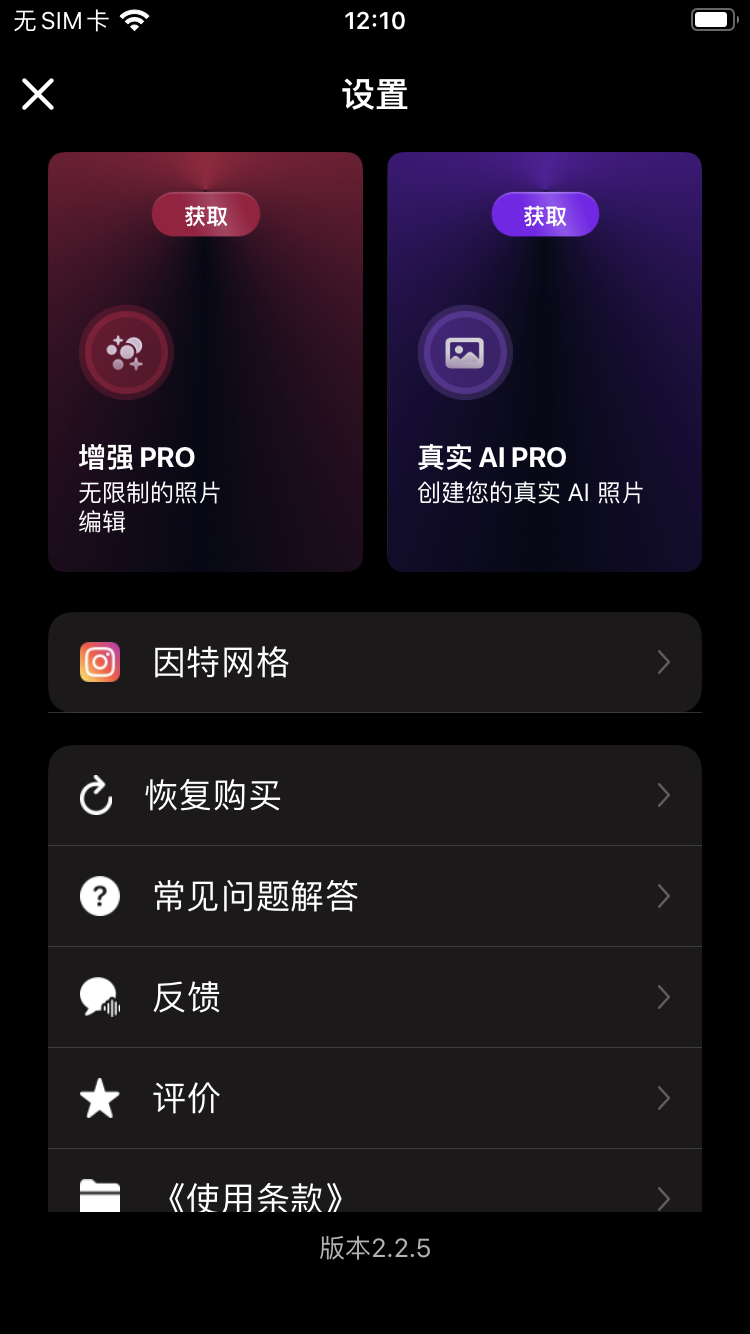 无SIM卡
12:10
设置
获取
增强 PRO
无限制的照片
编辑
获取
真实 AI PRO
创建您的真实 AI 照片
因特网格
恢复购买
?
常见问题解答
反馈
评价
《使用条款》
版本2.2.5